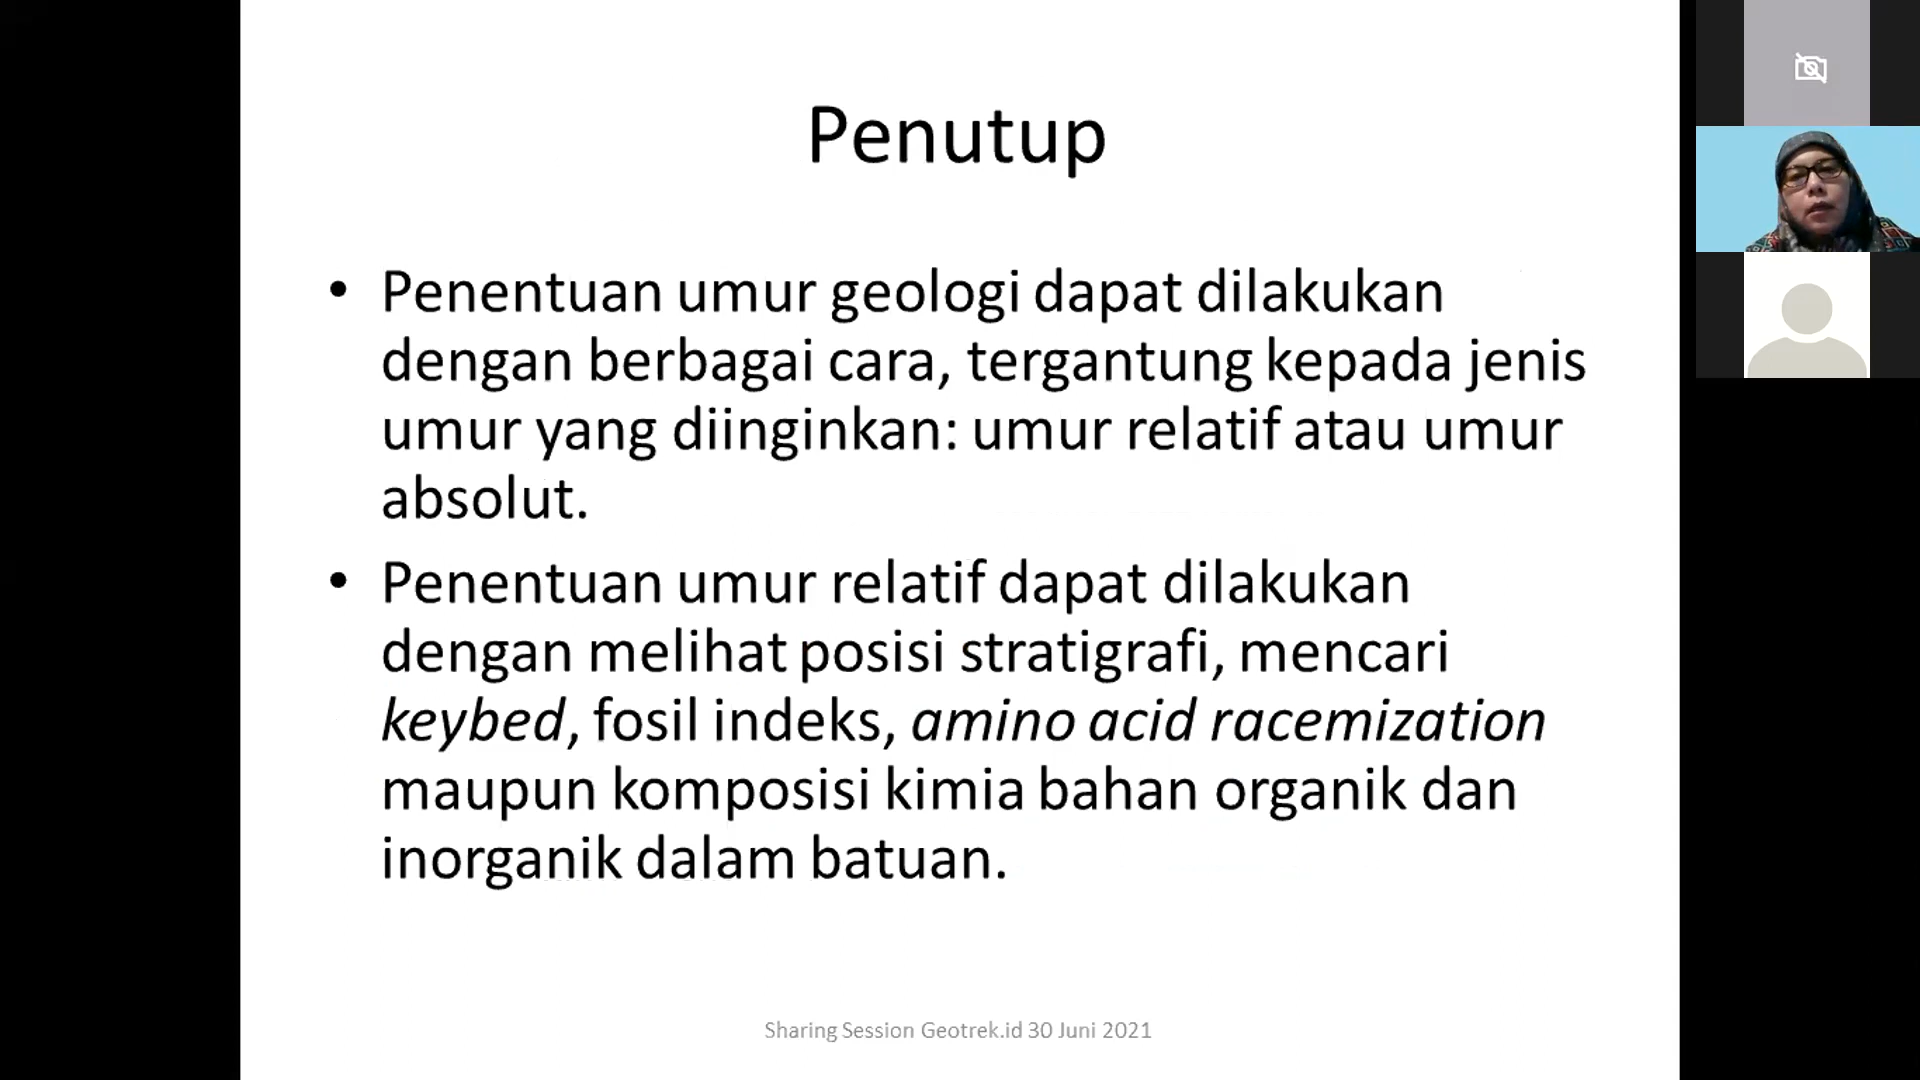 Penutup
• Penentuan umur geologi dapat dilakukan
dengan berbagai cara, tergantung kepada jenis
umur yang diinginkan: umur relatif atau umur
absolut.
• Penentuan umur relatif dapat dilakukan
dengan melihat posisi stratigrafi, mencari
keybed, fosil indeks, amino acid racemization
maupun komposisi kimia bahan organik dan
inorganik dalam batuan.
Sharing Session Geotrek.id 30 Juni 2021